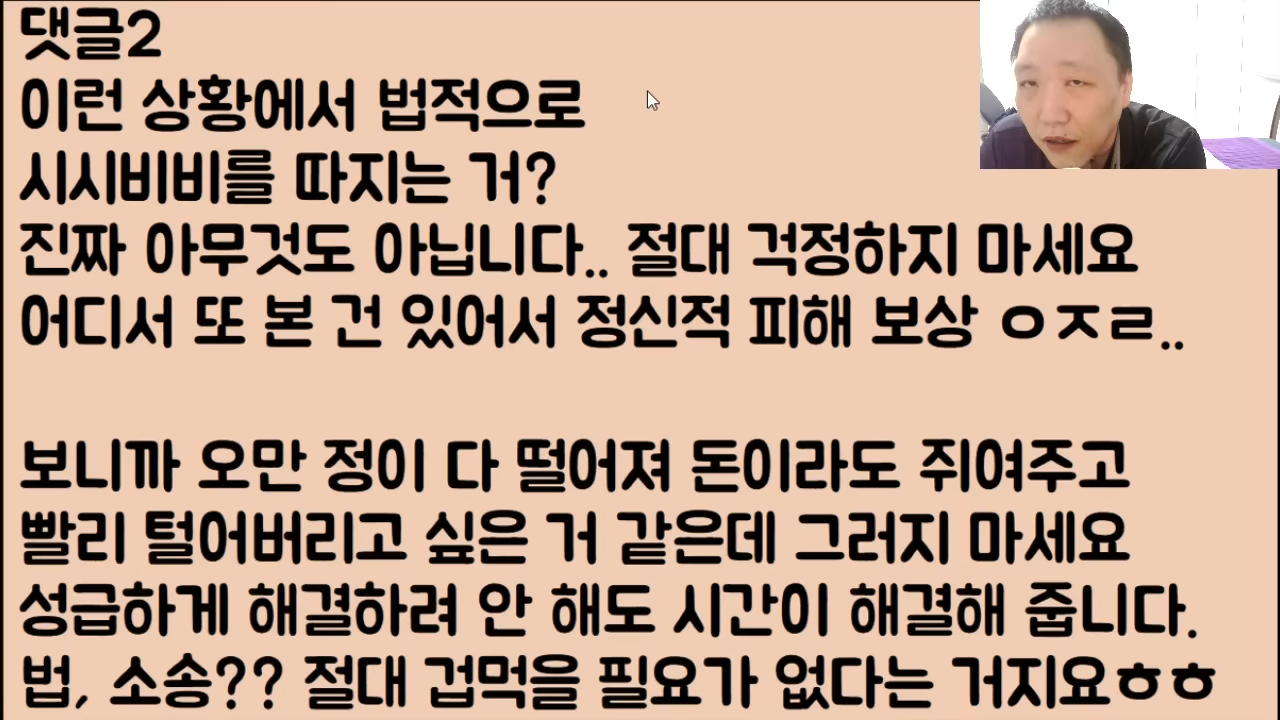 댓글2
이런 상황에서 법적으로
시시비비를 따지는 거?
진짜 아무것도 아닙니다.. 절대 걱정하지 마세요
어디서 또 본 건 있어서 정신적 피해 보상 ㅇㅈㄹ..
보니까 오만 정이 다 떨어져 돈이라도 쥐여주고
빨리 털어버리고 싶은 거 같은데 그러지 마세요
성급하게 해결하려 안 해도 시간이 해결해 줍니다.
법, 소송?? 절대 겁먹을 필요가 없다는 거지요ㅎㅎ